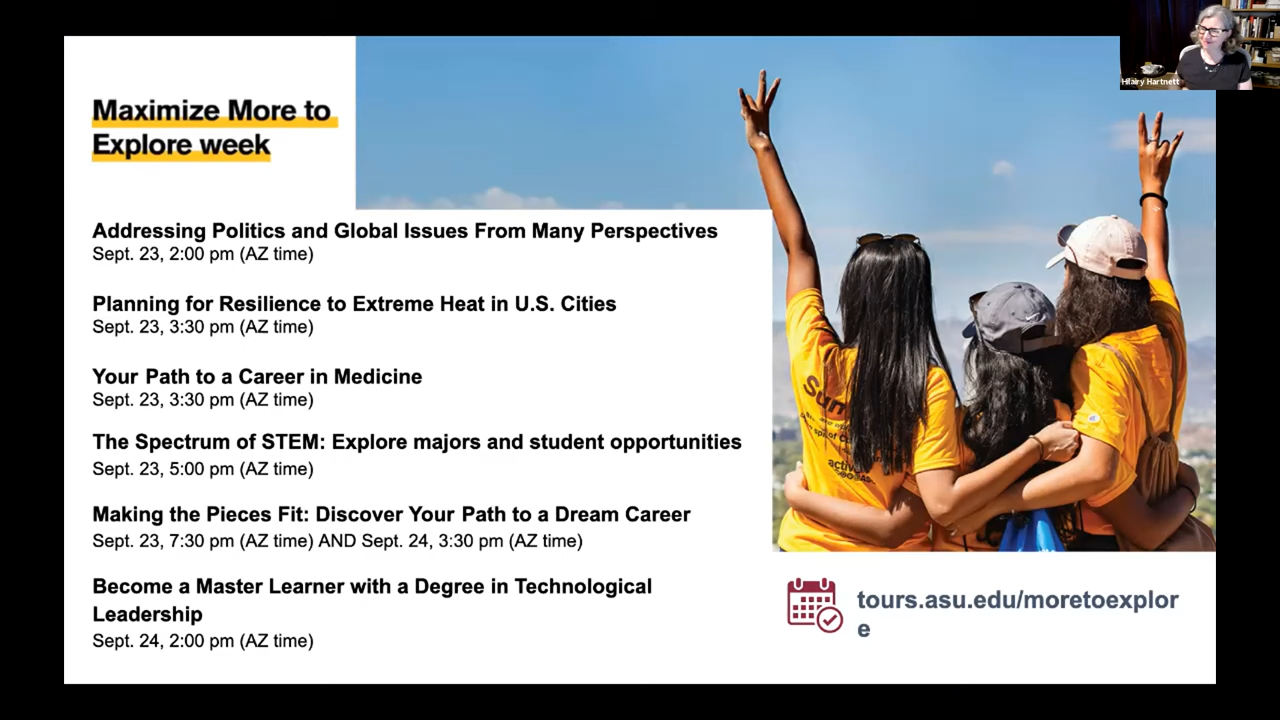 Hilairy Hartnett
Maximize More to
Explore week
Addressing Politics and Global Issues From Many Perspectives
Sept. 23, 2:00 pm (AZ time)
Planning for Resilience to Extreme Heat in U.S. Cities
Sept. 23, 3:30 pm (AZ time)
Your Path to a Career in Medicine
Sept. 23, 3:30 pm (AZ time)
The Spectrum of STEM: Explore majors and student opportunities
Sept. 23, 5:00 pm (AZ time)
Making the Pieces Fit: Discover Your Path to a Dream Career
Sept. 23, 7:30 pm (AZ time) AND Sept. 24, 3:30 pm (AZ time)
Become a Master Learner with a Degree in Technological
Leadership
Sept. 24, 2:00 pm (AZ time)
Sun
tours.asu.edu/moretoexplor
e